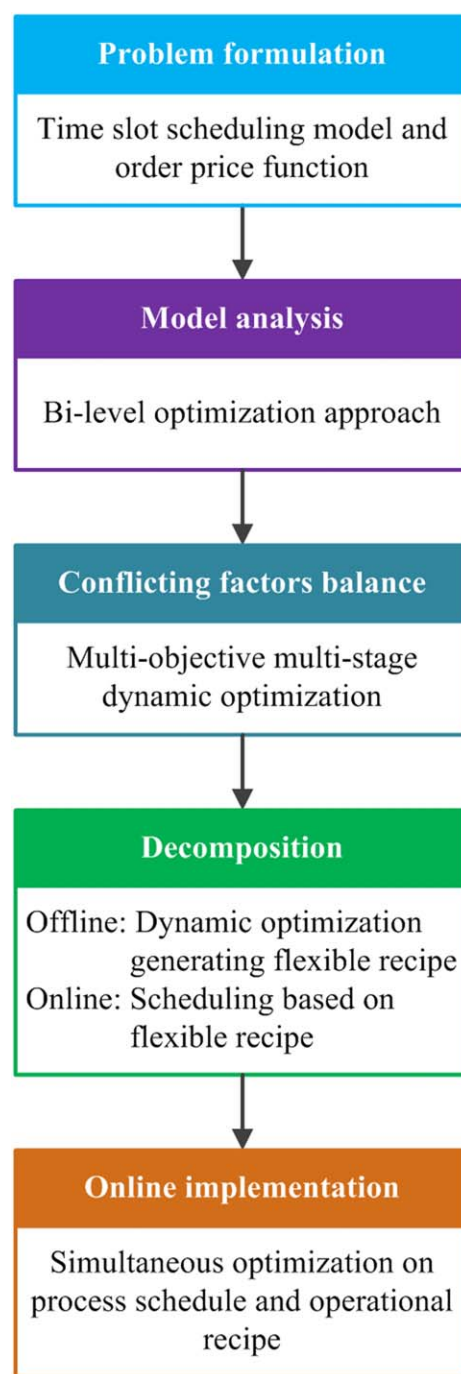 Problem formulation
Time slot scheduling model and
order price function
Model analysis
Bi-level optimization approach
Conflicting factors balance
Multi-objective multi-stage
dynamic optimization
Decomposition
Offline: Dynamic optimization
generating flexible recipe
Online: Scheduling based on
flexible recipe
Online implementation
Simultaneous optimization on
process schedule and operational
recipe